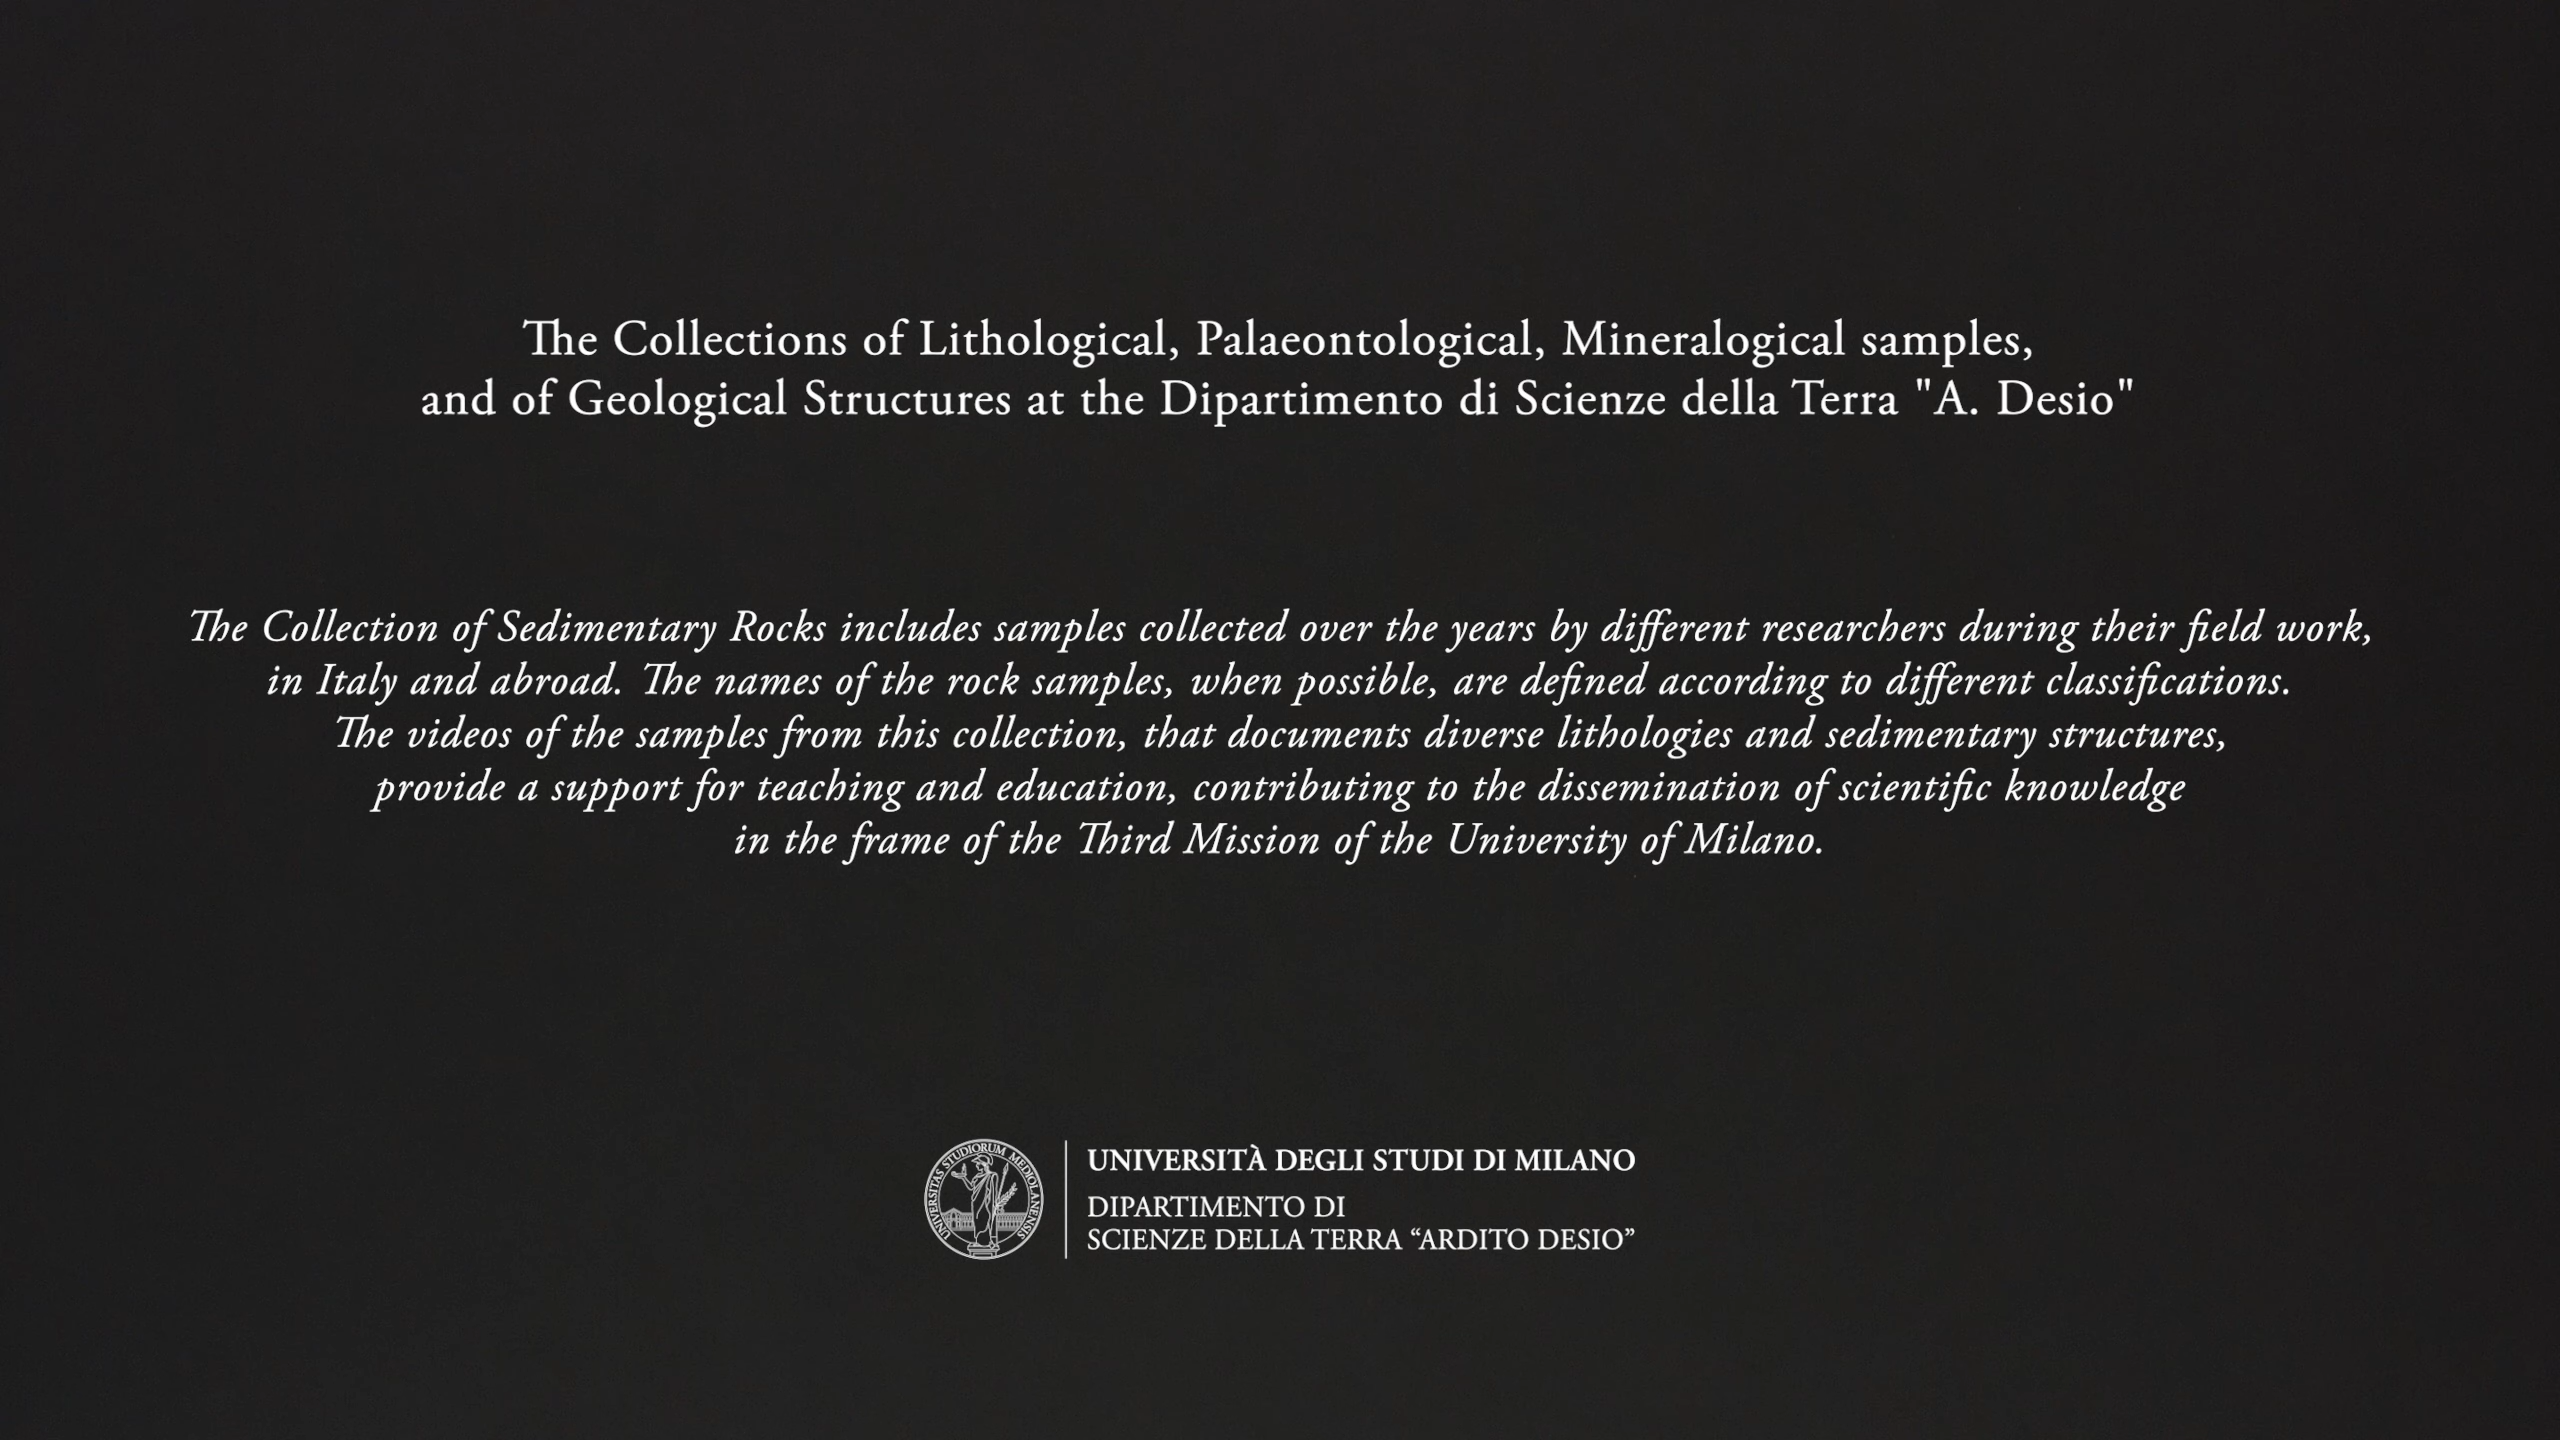 The Collections of Lithological, Palaeontological, Mineralogical samples,
and of Geological Structures at the Dipartimento di Scienze della Terra "A. Desio"
The Collection of Sedimentary Rocks includes samples collected over the years by different researchers during their field work,
in Italy and abroad. The names of the rock samples, when possible, are defined according to different classifications.
The videos of the samples from this collection, that documents diverse lithologies and sedimentary structures,
provide a support for teaching and education, contributing to the dissemination of scientific knowledge
in the frame of the Third Mission of the University of Milano.
UNIVERSITAS STUDIORUM MEDIOLANENSIS
UNIVERSITÀ DEGLI STUDI DI MILANO
DIPARTIMENTO DI
SCIENZE DELLA TERRA “ARDITO DESIO”